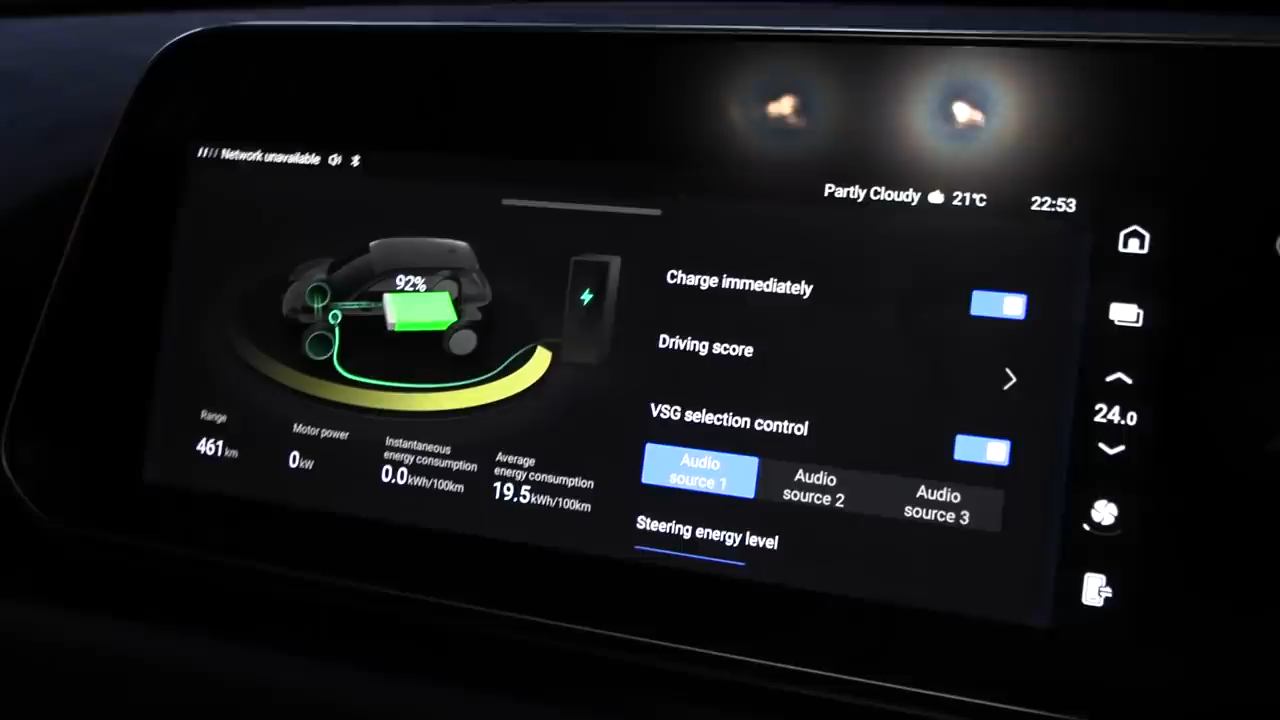 Network unavailable
Partly Cloudy 21°C 22:53
92%
Charge immediately
Driving score
24.0
VSG selection control
Range
461 km
Motor power
0 kW
Instantaneous
energy consumption
0.0 kWh/100km
Average
energy consumption
19.5 kWh/100km
Audio
source 1
Audio
source 2
Audio
source 3
Steering energy level